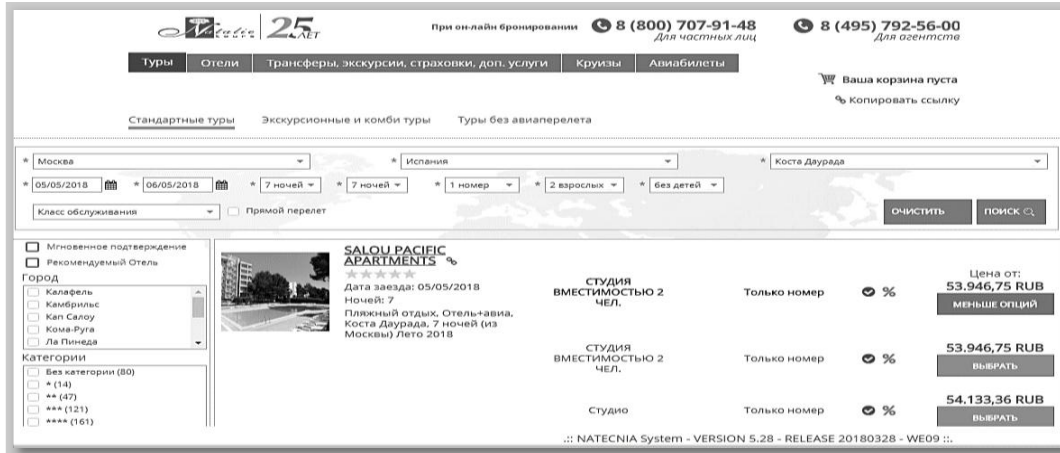 Natalie TOURS 25 ЛЕТ
При он-лайн бронировании 8 (800) 707-91-48 8 (495) 792-56-00
Для частных лиц Для агентств
Туры Отели Трансферы, экскурсии, страховки, доп. услуги Круизы Авиабилеты
Ваша корзина пуста
Копировать ссылку
Стандартные туры Экскурсионные и комби туры Туры без авиаперелета
* Москва * Испания * Коста Даурада
* 05/05/2018 * 06/05/2018 * 7 ночей * 7 ночей * 1 номер * 2 взрослых * без детей
Класс обслуживания Прямой перелет ОЧИСТИТЬ ПОИСК
Мгновенное подтверждение
Рекомендуемый Отель
Город
Калафель
Камбрильс
Кап Салоу
Кома-Руга
Ла Пинеда
Категории
Без категории (80)
* (14)
** (47)
*** (121)
**** (161)
SALOU PACIFIC
APARTMENTS
Дата заезда: 05/05/2018
Ночей: 7
Пляжный отдых, Отель+авиа,
Коста Даурада, 7 ночей (из
Москвы) Лето 2018
СТУДИЯ
ВМЕСТИМОСТЬЮ 2
ЧЕЛ.
Только номер %
Цена от:
53.946,75 RUB
МЕНЬШЕ ОПЦИЙ
СТУДИЯ
ВМЕСТИМОСТЬЮ 2
ЧЕЛ.
Только номер %
53.946,75 RUB
ВЫБРАТЬ
Студио
Только номер %
54.133,36 RUB
ВЫБРАТЬ
.:: NATECNIA System - VERSION 5.28 - RELEASE 20180328 - WE09 ::.